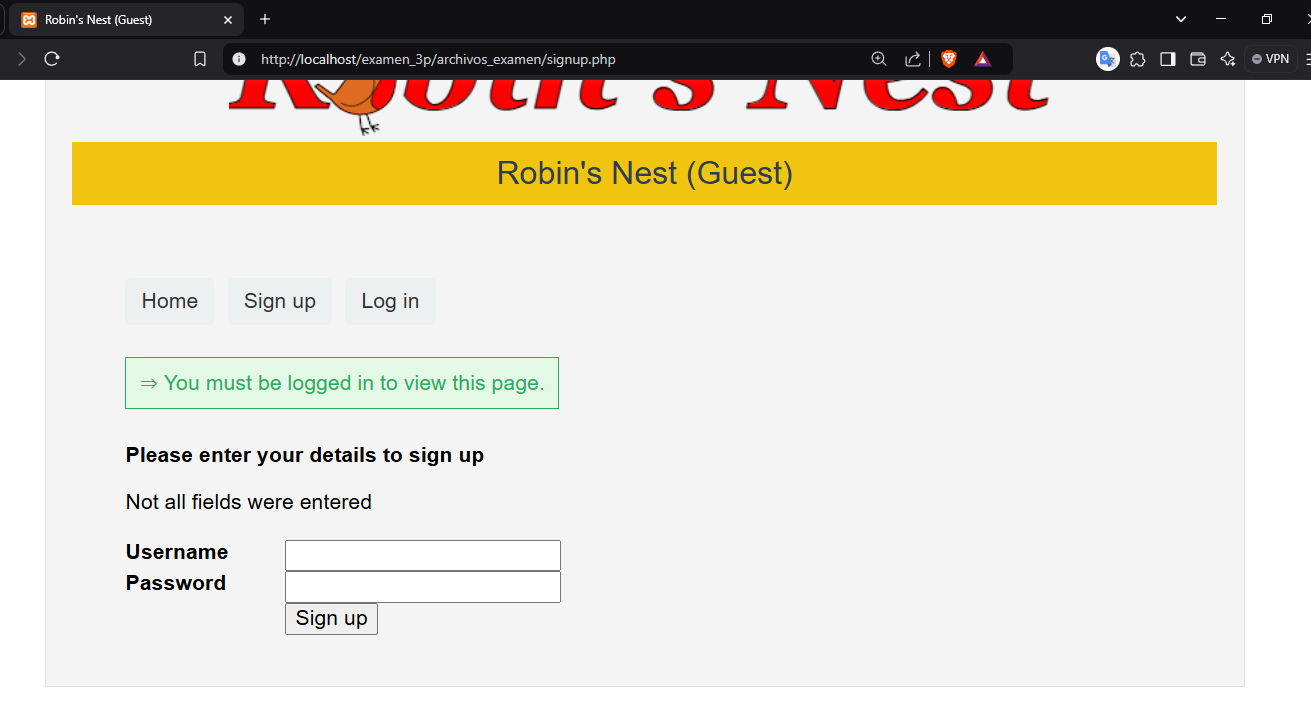 Robin's Nest (Guest)
http://localhost/examen_3p/archivos_examen/signup.php
VPN
Robin's Nest
Robin's Nest (Guest)
Home Sign up Log in
⇒ You must be logged in to view this page.
Please enter your details to sign up
Not all fields were entered
Username
Password
Sign up